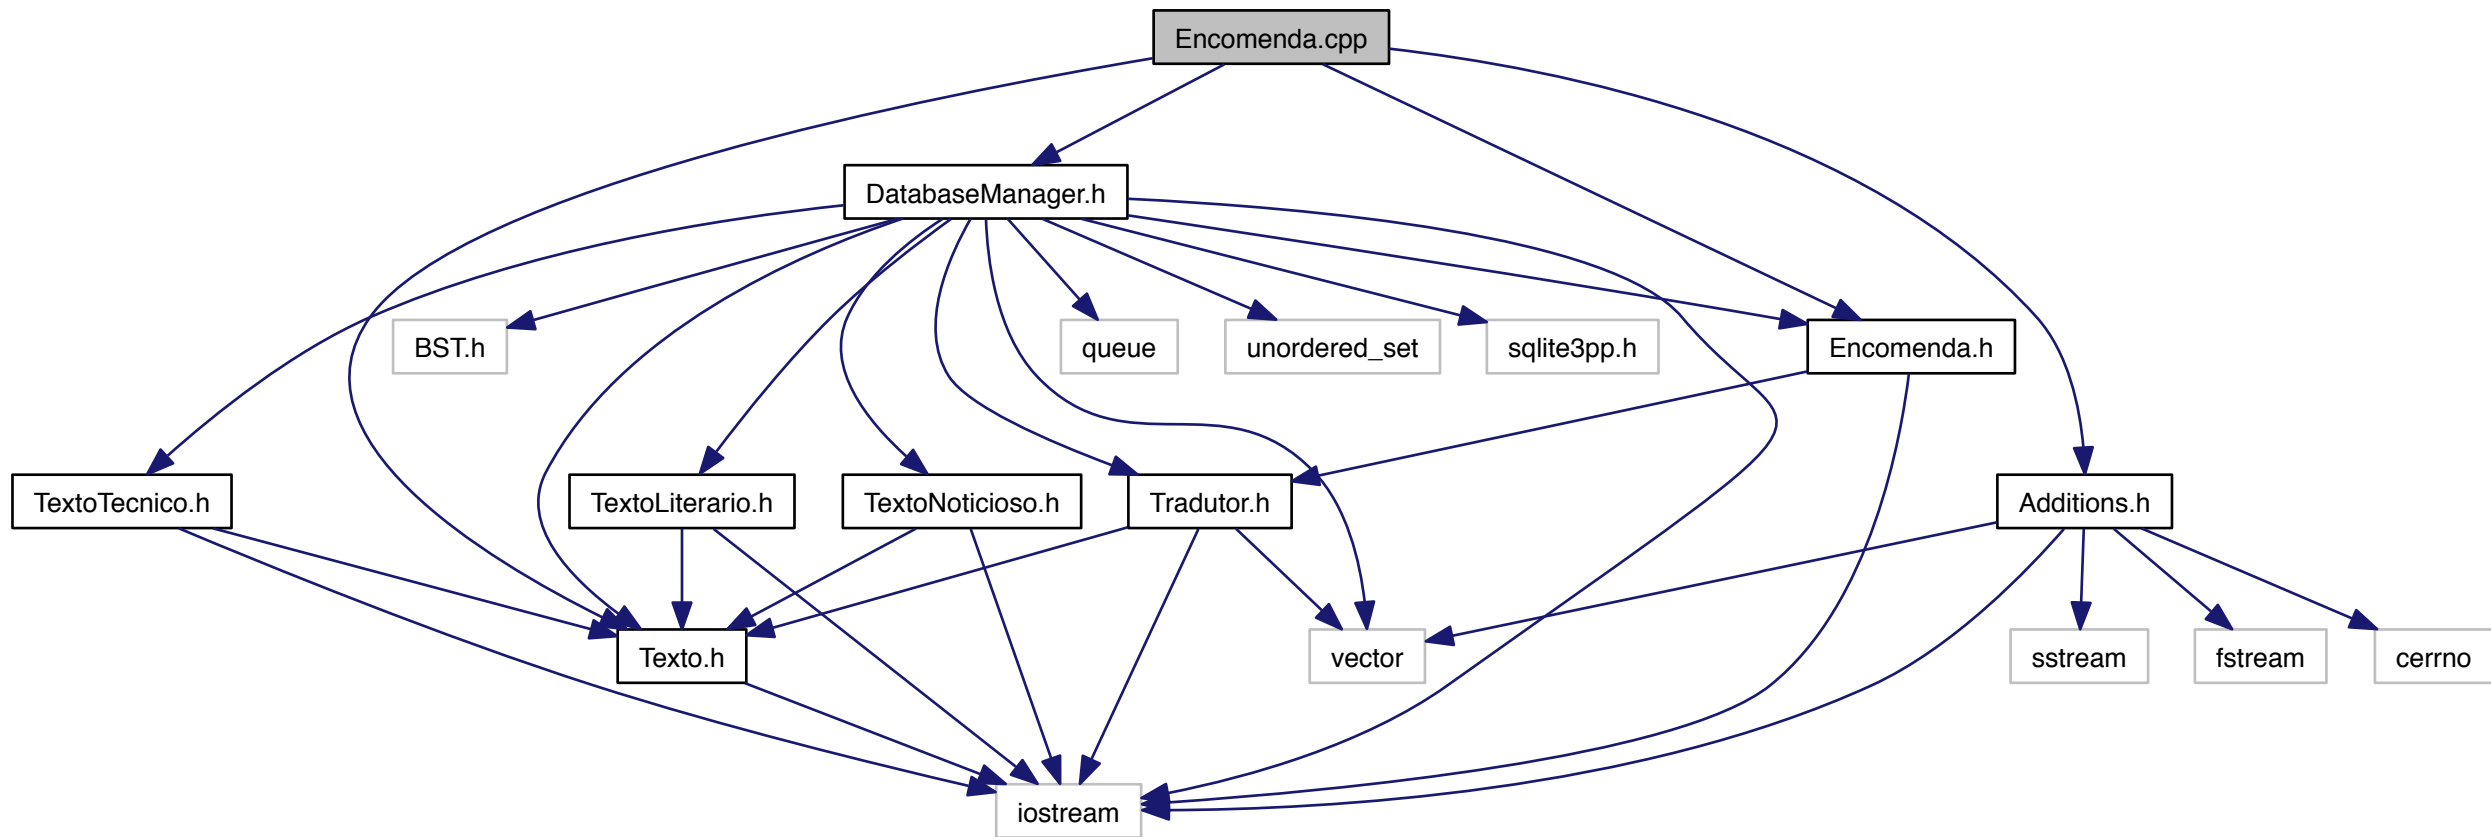 Encomenda.cpp
DatabaseManager.h
BST.h
queue
unordered_set
sqlite3pp.h
Encomenda.h
TextoTecnico.h
TextoLiterario.h
TextoNoticioso.h
Tradutor.h
Additions.h
Texto.h
vector
sstream
fstream
cerrno
iostream